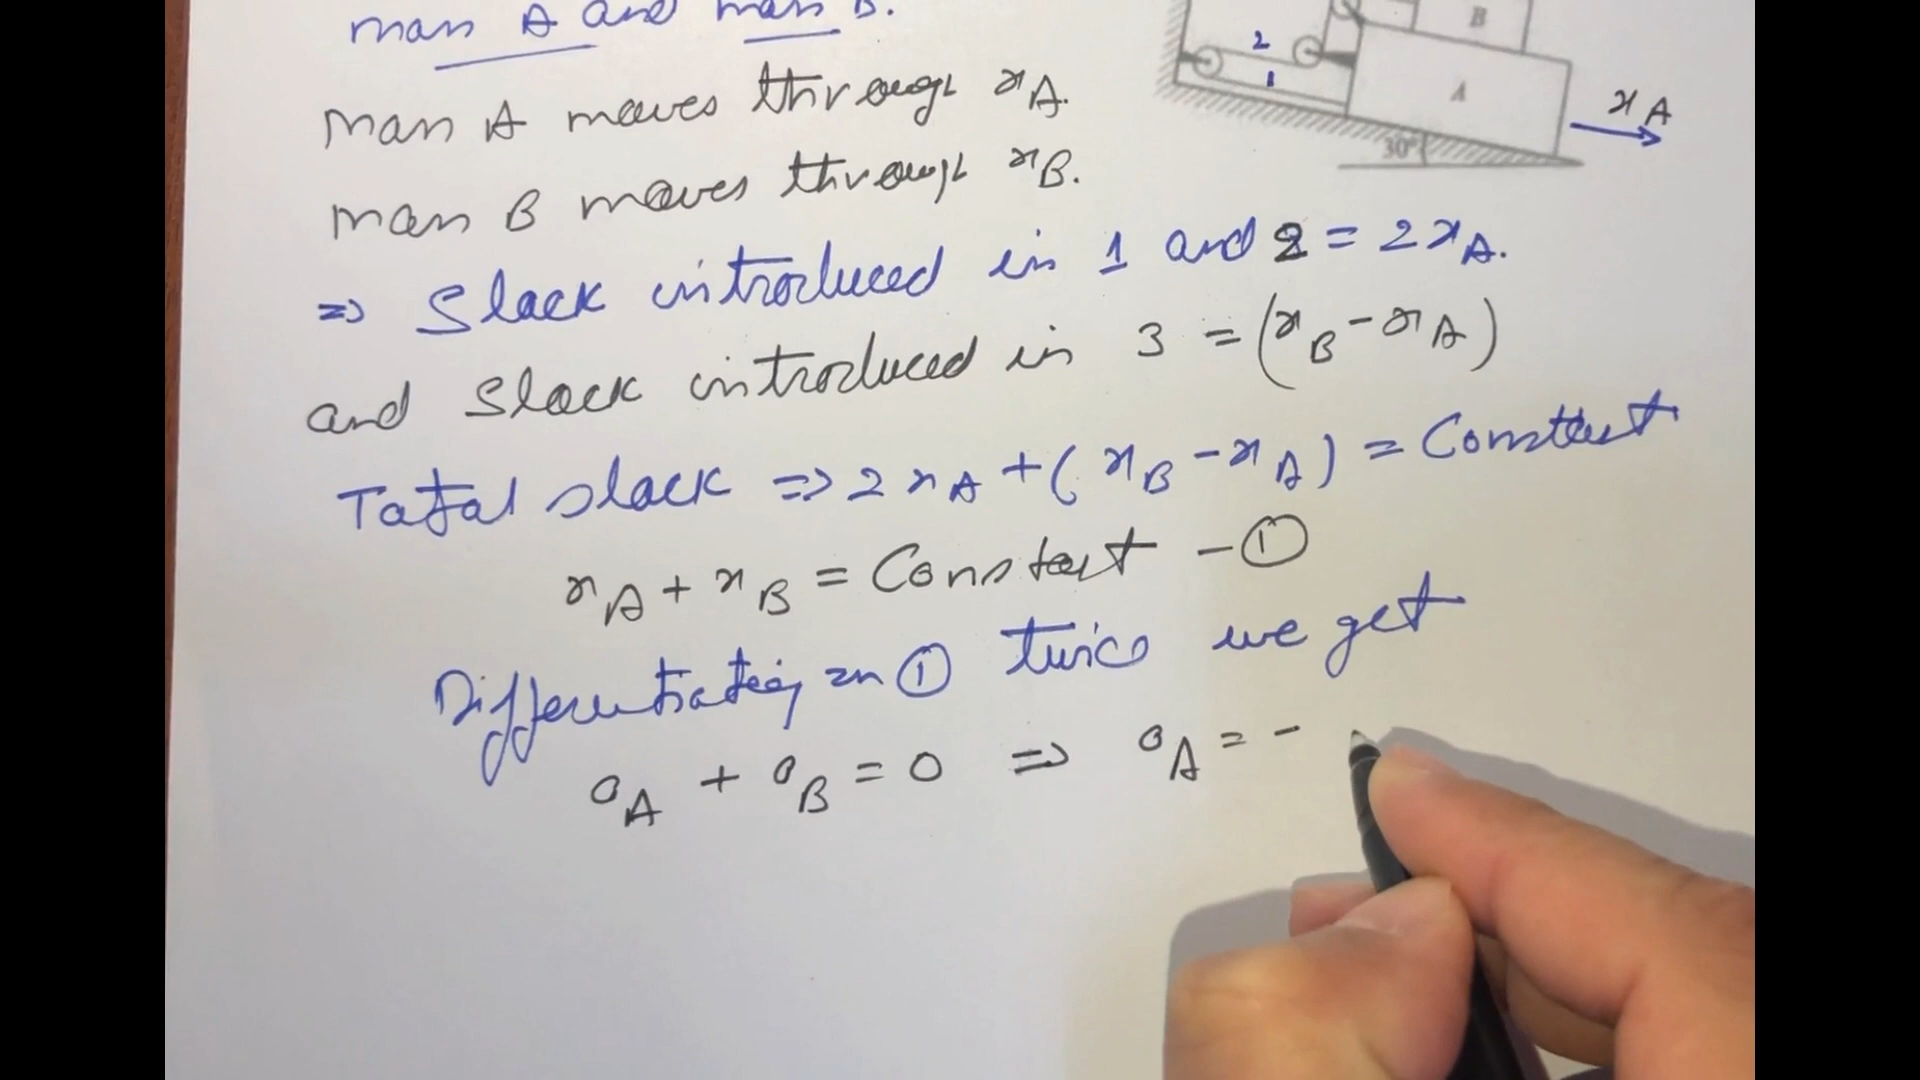 mass A and mass B.
mass A moves through xA.
mass B moves through xB.
⇒ Slack introduced in 1 and 2 = 2xA.
and slack introduced in 3 = (xB - xA)
Total slack ⇒ 2xA + (xB - xA) = Constant
xA + xB = Constant - ①
Differentiating en ① twice we get
aA + aB = 0 ⇒ aA = -
B
2
1
A
xA
30°